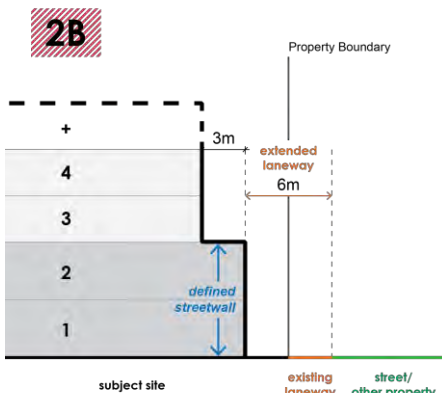 2B
Property Boundary
+
3m
extended
laneway
4
6m
3
2
defined
streetwall
1
subject site
existing
laneway
street/
other property